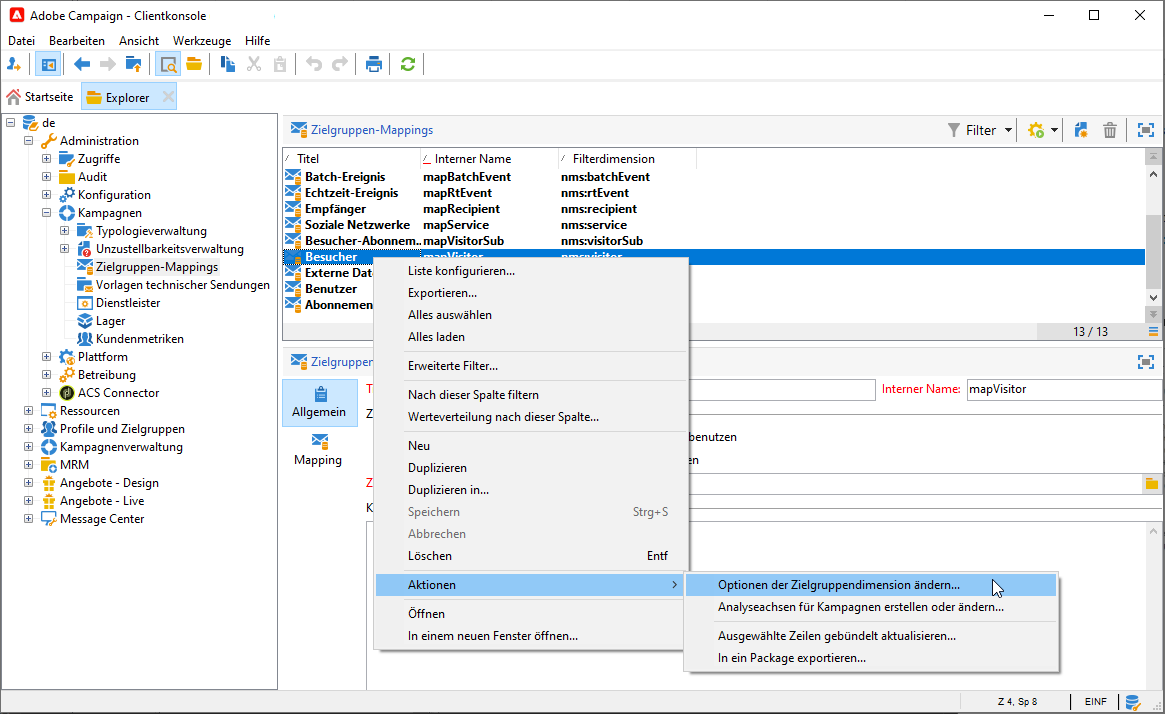 Adobe Campaign - Clientkonsole
Datei Bearbeiten Ansicht Werkzeuge Hilfe
Startseite Explorer
de
Administration
Zugriffe
Audit
Konfiguration
Kampagnen
Typologieverwaltung
Unzustellbarkeitsverwaltung
Zielgruppen-Mappings
Vorlagen technischer Sendungen
Dienstleister
Lager
Kundenmetriken
Plattform
Betreibung
ACS Connector
Ressourcen
Profile und Zielgruppen
Kampagnenverwaltung
MRM
Angebote - Design
Angebote - Live
Message Center
Zielgruppen-Mappings Filter
Titel Interner Name Filterdimension
Batch-Ereignis mapBatchEvent nms:batchEvent
Echtzeit-Ereignis mapRtEvent nms:rtEvent
Empfänger mapRecipient nms:recipient
Soziale Netzwerke mapService nms:service
Besucher-Abonnem... mapVisitorSub nms:visitorSub
Besucher mapVisitor nms:visitor
Externe Dat
Benutzer
Abonnemen
13 / 13
Zielgruppen
Allgemein
Mapping
Interner Name: mapVisitor
benutzen
en
Liste konfigurieren...
Exportieren...
Alles auswählen
Alles laden
Erweiterte Filter...
Nach dieser Spalte filtern
Werteverteilung nach dieser Spalte...
Neu
Duplizieren
Duplizieren in...
Speichern Strg+S
Abbrechen
Löschen Entf
Aktionen
Öffnen
In einem neuen Fenster öffnen...
Optionen der Zielgruppendimension ändern...
Analyseachsen für Kampagnen erstellen oder ändern...
Ausgewählte Zeilen gebündelt aktualisieren...
In ein Package exportieren...
Z 4, Sp 8 EINF